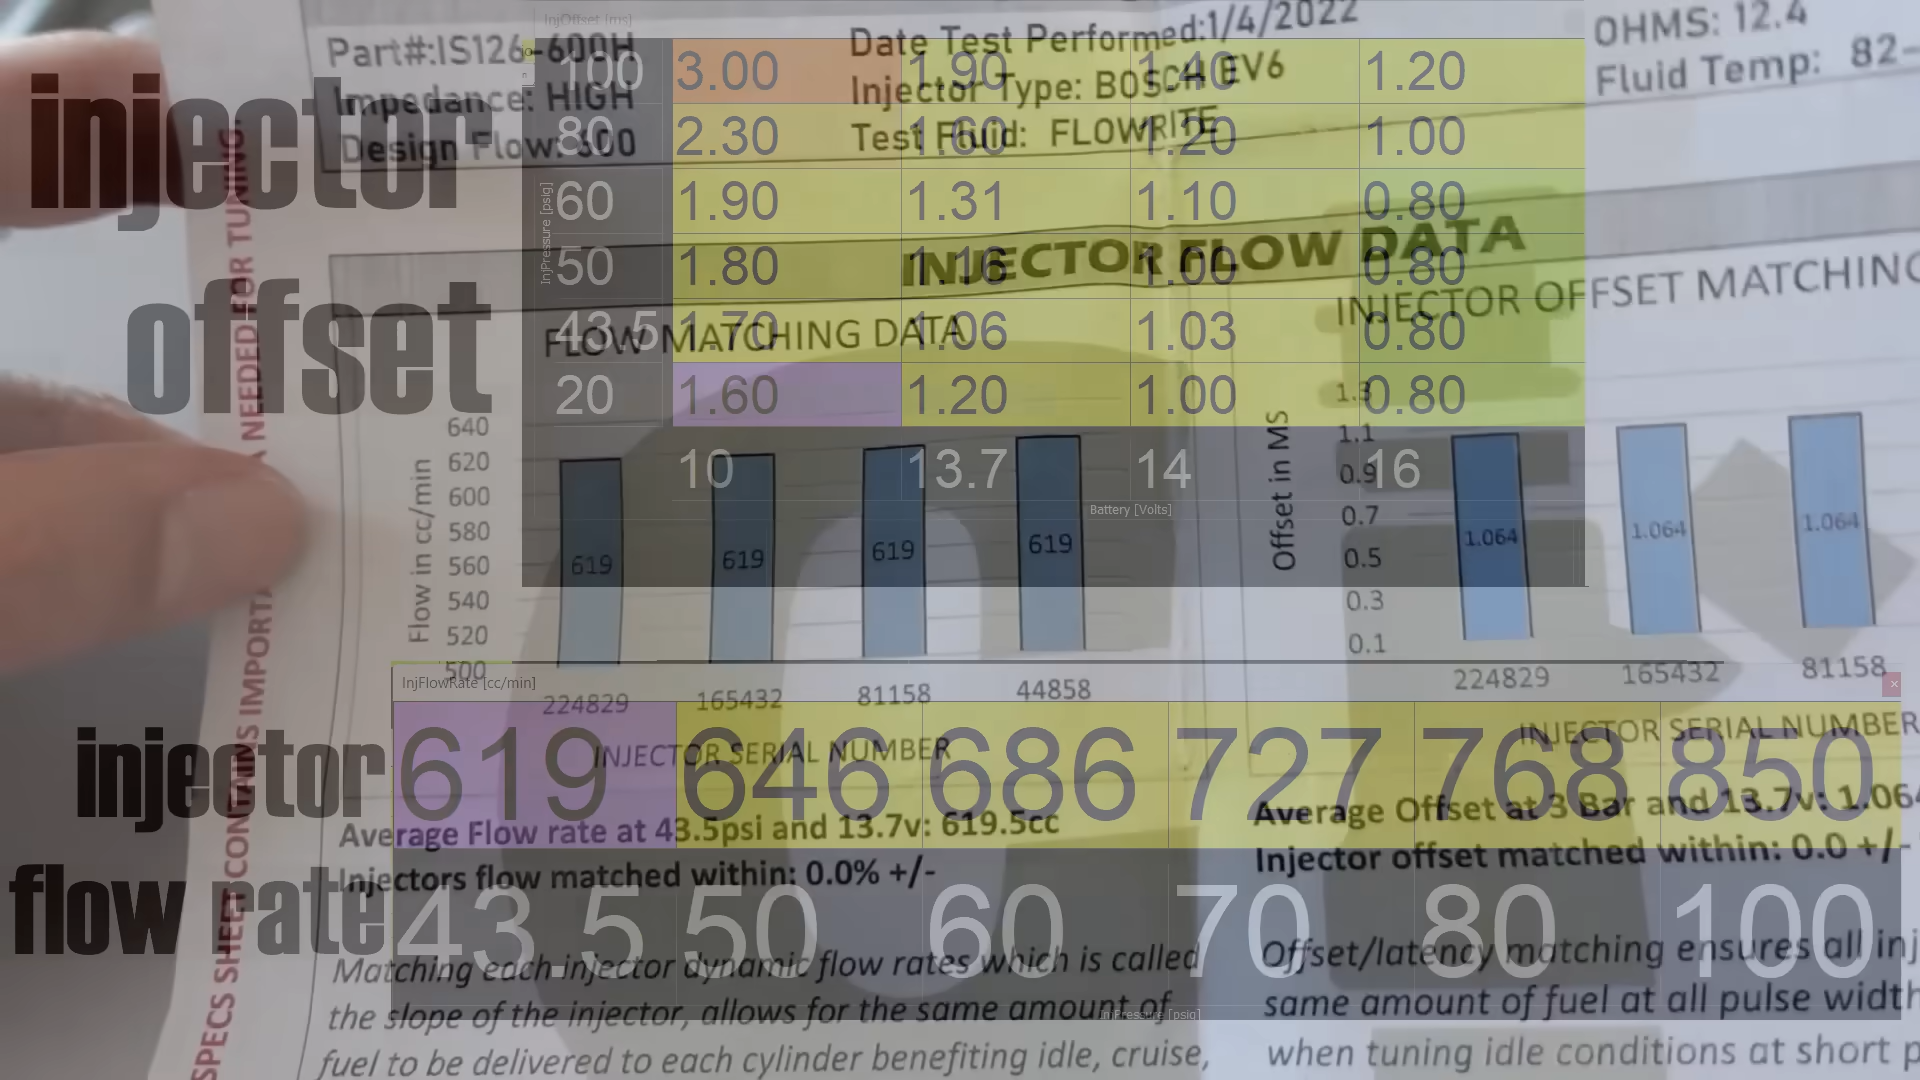 InjOffset [ms]
Part#:IS126-600H
Impedance: HIGH
Design Flow: 600
Date Test Performed:1/4/2022
Injector Type: BOSCH EV6
Test Fluid: FLOWRITE
OHMS: 12.4
Fluid Temp: 82-
injector
offset
InjPressure [psig]
100 3.00 1.90 1.40 1.20
80 2.30 1.60 1.20 1.00
60 1.90 1.31 1.10 0.80
50 1.80 1.16 1.00 0.80
43.5 1.70 1.06 1.03 0.80
20 1.60 1.20 1.00 0.80
10 13.7 14 16
Battery [Volts]
INJECTOR FLOW DATA
FLOW MATCHING DATA
INJECTOR OFFSET MATCHING
Flow in cc/min
640
620
600
580
560
540
520
500
619 619 619 619
224829 165432 81158 44858
INJECTOR SERIAL NUMBER
Offset in MS
1.3
1.1
0.9
0.7
0.5
0.3
0.1
1.064 1.064 1.064
224829 165432 81158
INJECTOR SERIAL NUMBER
injector
flow rate
InjFlowRate [cc/min]
619 646 686 727 768 850
43.5 50 60 70 80 100
InjPressure [psig]
Average Flow rate at 43.5psi and 13.7v: 619.5cc
Injectors flow matched within: 0.0% +/-
Matching each injector dynamic flow rates which is called
the slope of the injector, allows for the same amount of
fuel to be delivered to each cylinder benefiting idle, cruise,
Average Offset at 3 Bar and 13.7v: 1.064
Injector offset matched within: 0.0 +/-
Offset/latency matching ensures all inj
same amount of fuel at all pulse width
when tuning idle conditions at short p
SPECS SHEET CONTAINS IMPORTA NEEDED FOR TUNING.